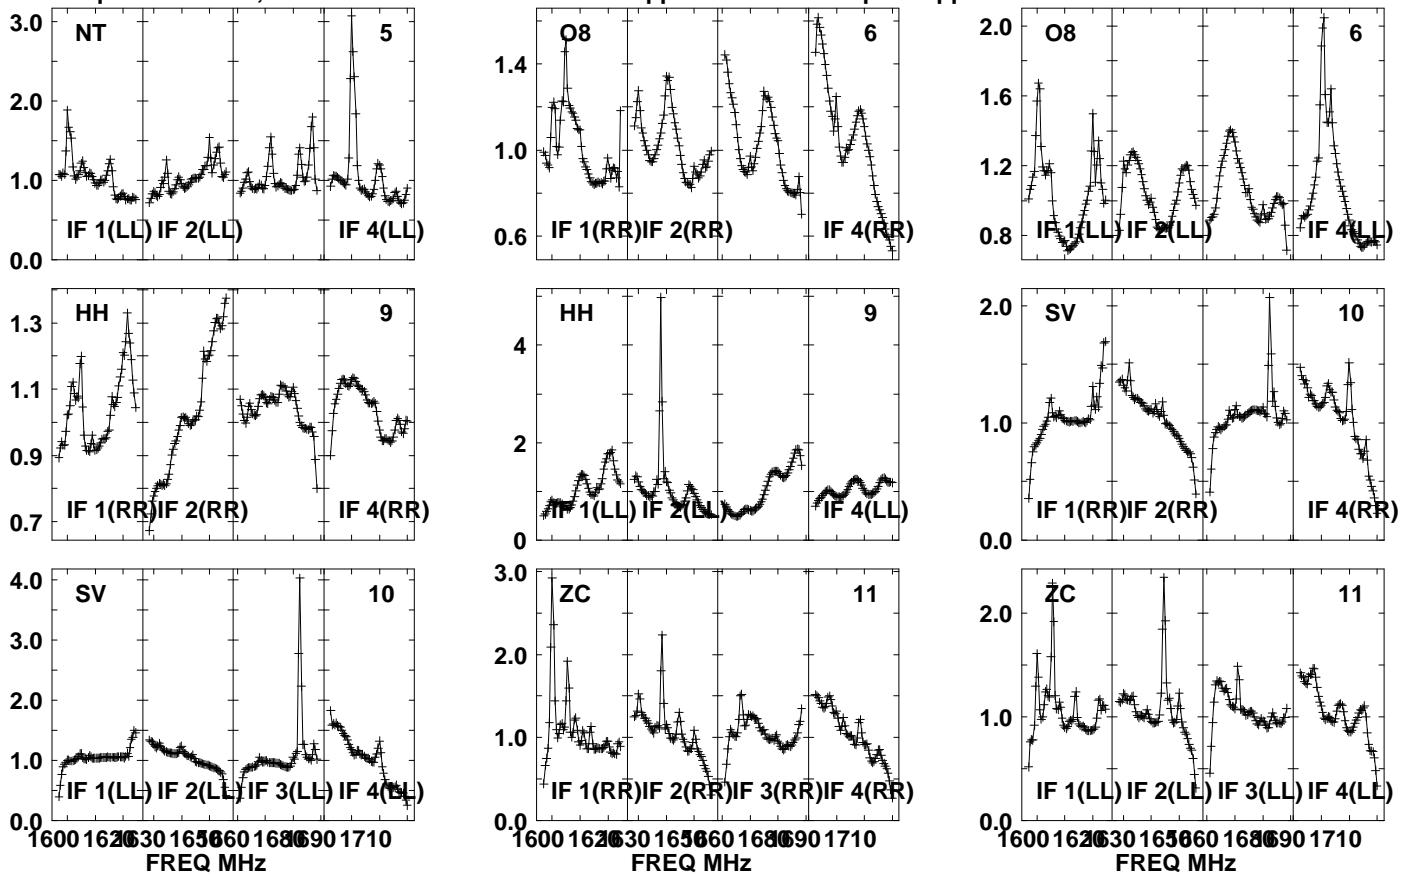 NT 5
O8 6
O8 6
3.0
2.0
1.0
0.0
1.4
1.0
0.6
2.0
1.6
1.2
0.8
IF 1(LL) IF 2(LL) IF 4(LL)
IF 1(RR) IF 2(RR) IF 4(RR)
IF 1(LL) IF 2(LL) IF 4(LL)
HH 9
HH 9
SV 10
1.3
1.1
0.9
0.7
4
2
0
2.0
1.0
0.0
IF 1(RR) IF 2(RR) IF 4(RR)
IF 1(LL) IF 2(LL) IF 4(LL)
IF 1(RR) IF 2(RR) IF 4(RR)
SV 10
ZC 11
ZC 11
4.0
3.0
2.0
1.0
0.0
3.0
2.0
1.0
0.0
2.0
1.0
0.0
IF 1(LL) IF 2(LL) IF 3(LL) IF 4(LL)
IF 1(RR) IF 2(RR) IF 3(RR) IF 4(RR)
IF 1(LL) IF 2(LL) IF 3(LL) IF 4(LL)
1600 1620 1630 1650 1660 1680 1690 1710
1600 1620 1630 1650 1660 1680 1690 1710
1600 1620 1630 1650 1660 1680 1690 1710
FREQ MHz
FREQ MHz